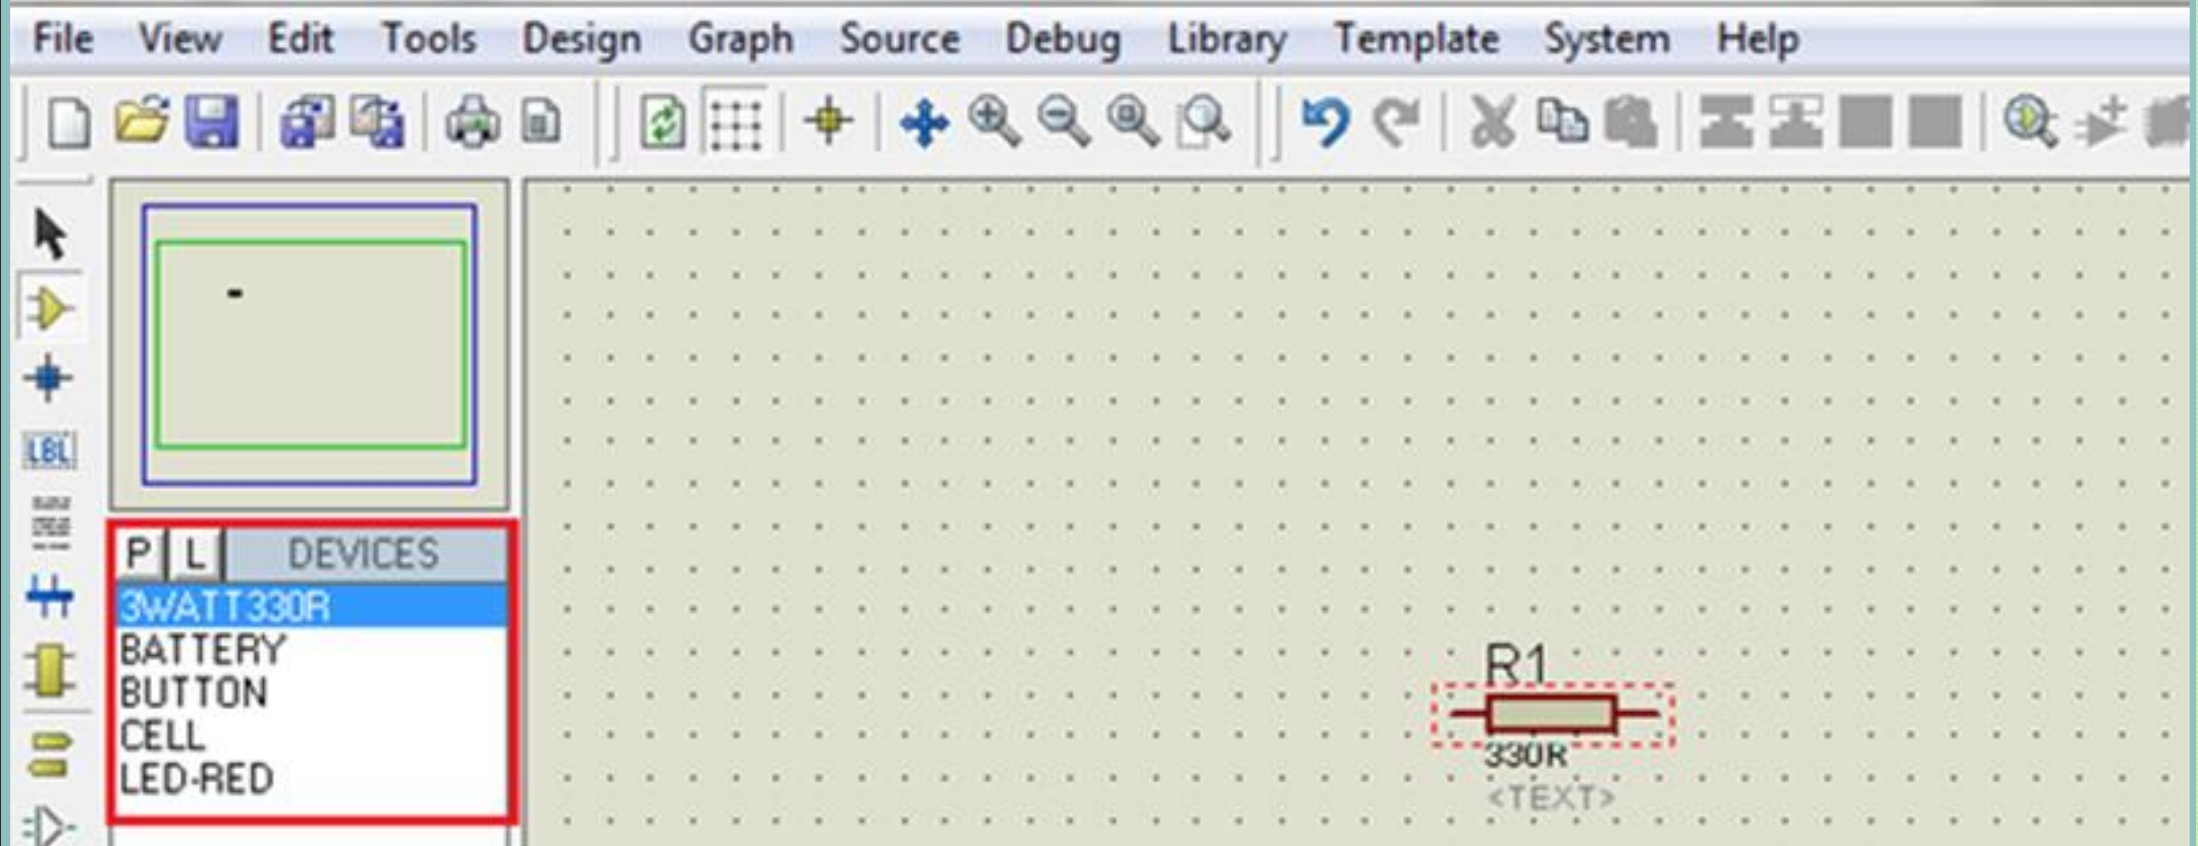 File View Edit Tools Design Graph Source Debug Library Template System Help
LBL
P L DEVICES
3WATT330R
BATTERY
BUTTON
CELL
LED-RED
R1
330R
<TEXT>